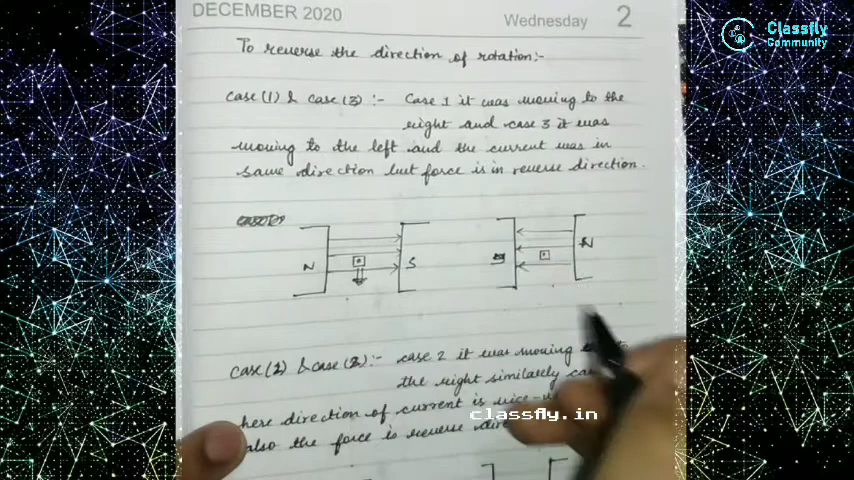 DECEMBER 2020
Wednesday 2
Classfly
Community
To reverse the direction of rotation:-
case (1) & case (3) :- Case 1 it was moving to the
right and case 3 it was
moving to the left and the current was in
same direction but force is in reverse direction.
N S N
case (2) & case (2):- case 2 it was moving
the right similately
here direction of current is vice-
classfly.in
also the force is reverse